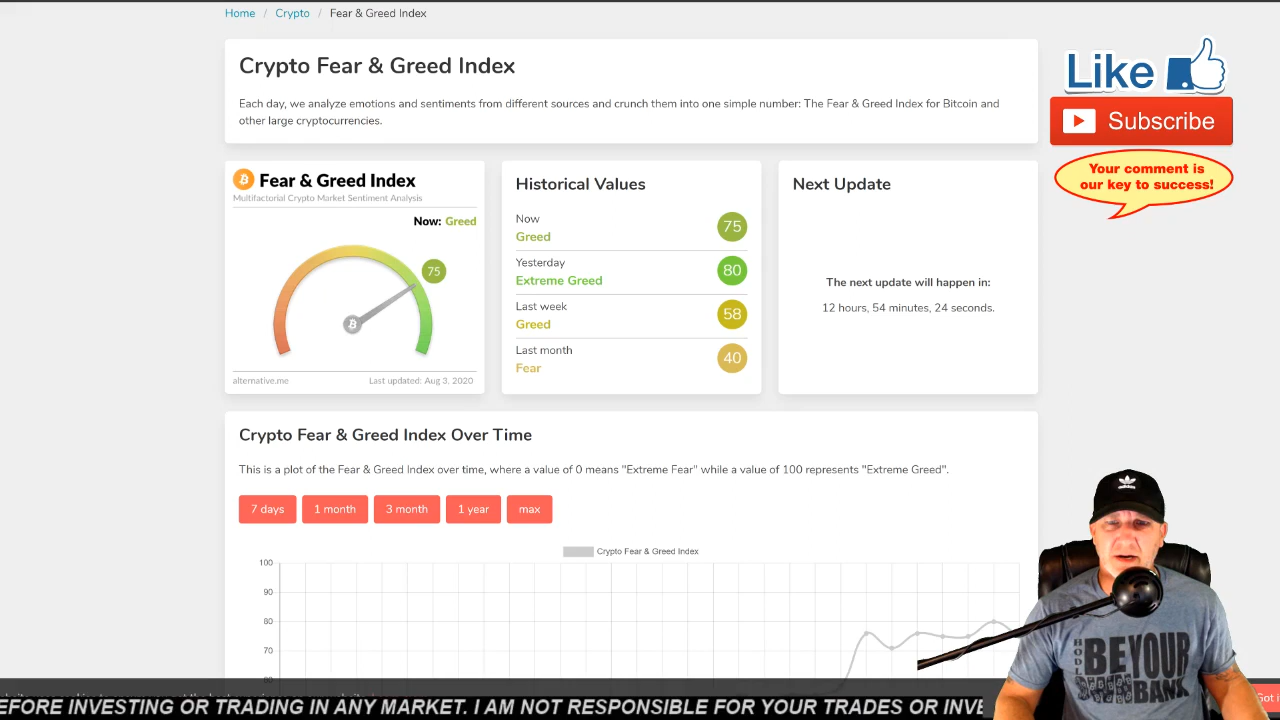 Home / Crypto / Fear & Greed Index
Crypto Fear & Greed Index
Each day, we analyze emotions and sentiments from different sources and crunch them into one simple number: The Fear & Greed Index for Bitcoin and
other large cryptocurrencies.
Like
Subscribe
Your comment is
our key to success!
Fear & Greed Index
Multifactorial Crypto Market Sentiment Analysis
Now: Greed
75
alternative.me
Last updated: Aug 3, 2020
Historical Values
Now
Greed
75
Yesterday
Extreme Greed
80
Last week
Greed
58
Last month
Fear
40
Next Update
The next update will happen in:
12 hours, 54 minutes, 24 seconds.
Crypto Fear & Greed Index Over Time
This is a plot of the Fear & Greed Index over time, where a value of 0 means "Extreme Fear" while a value of 100 represents "Extreme Greed".
7 days
1 month
3 month
1 year
max
Crypto Fear & Greed Index
100
90
80
70
HODL
BEYOUR
BANK
Got i
EFORE INVESTING OR TRADING IN ANY MARKET. I AM NOT RESPONSIBLE FOR YOUR TRADES OR INVE